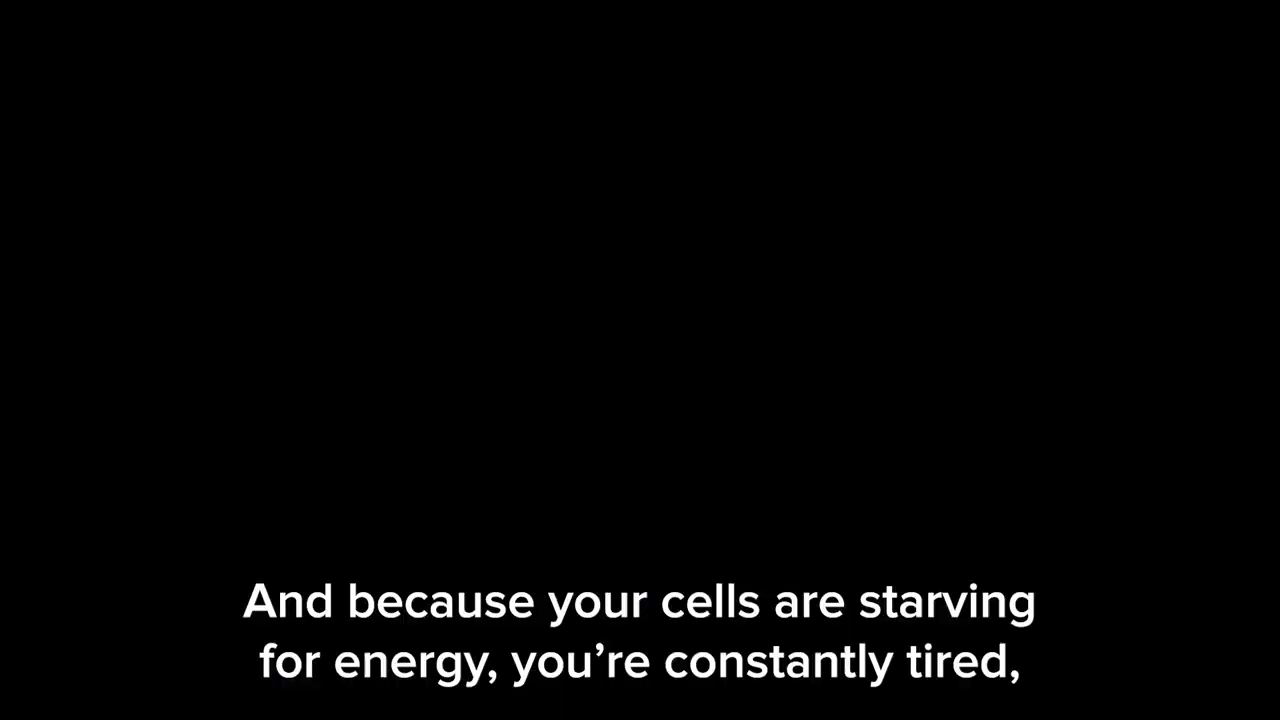 And because your cells are starving
for energy, you’re constantly tired,